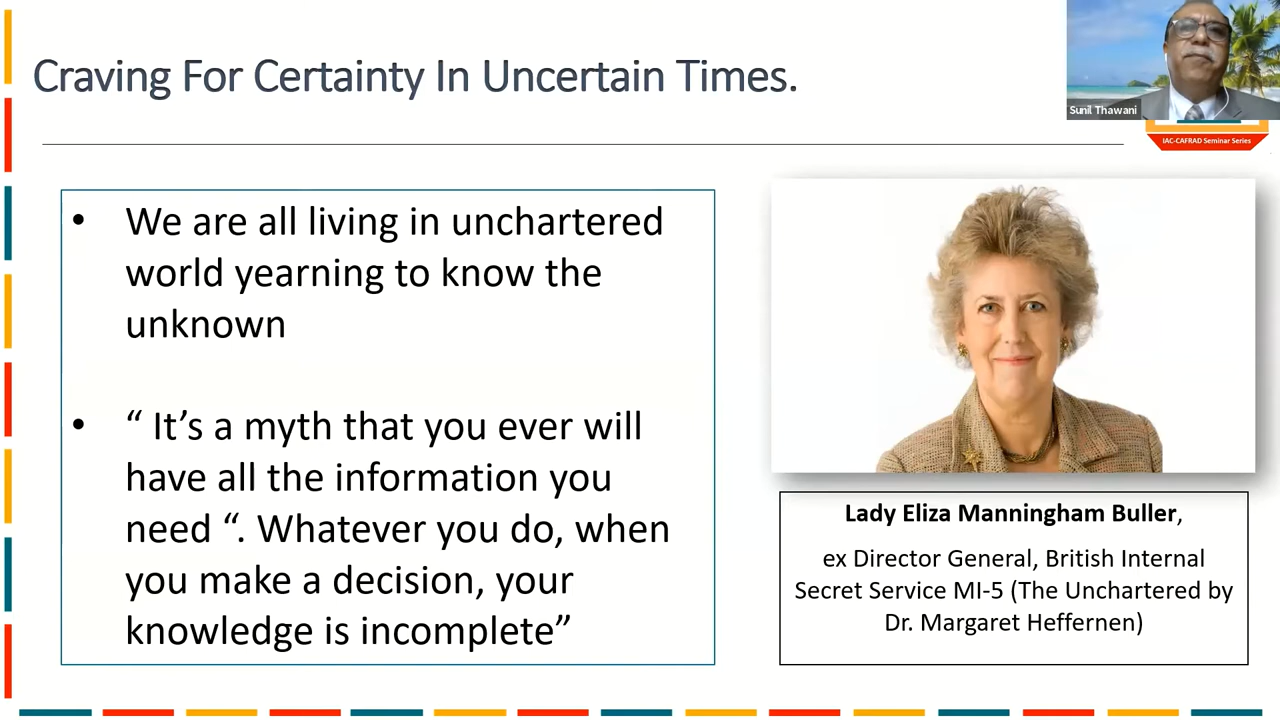 Craving For Certainty In Uncertain Times.
Sunil Thawani
IAC-CAFRAD Seminar Series
• We are all living in unchartered
world yearning to know the
unknown
• “ It’s a myth that you ever will
have all the information you
need “. Whatever you do, when
you make a decision, your
knowledge is incomplete”
Lady Eliza Manningham Buller,
ex Director General, British Internal
Secret Service MI-5 (The Unchartered by
Dr. Margaret Heffernen)